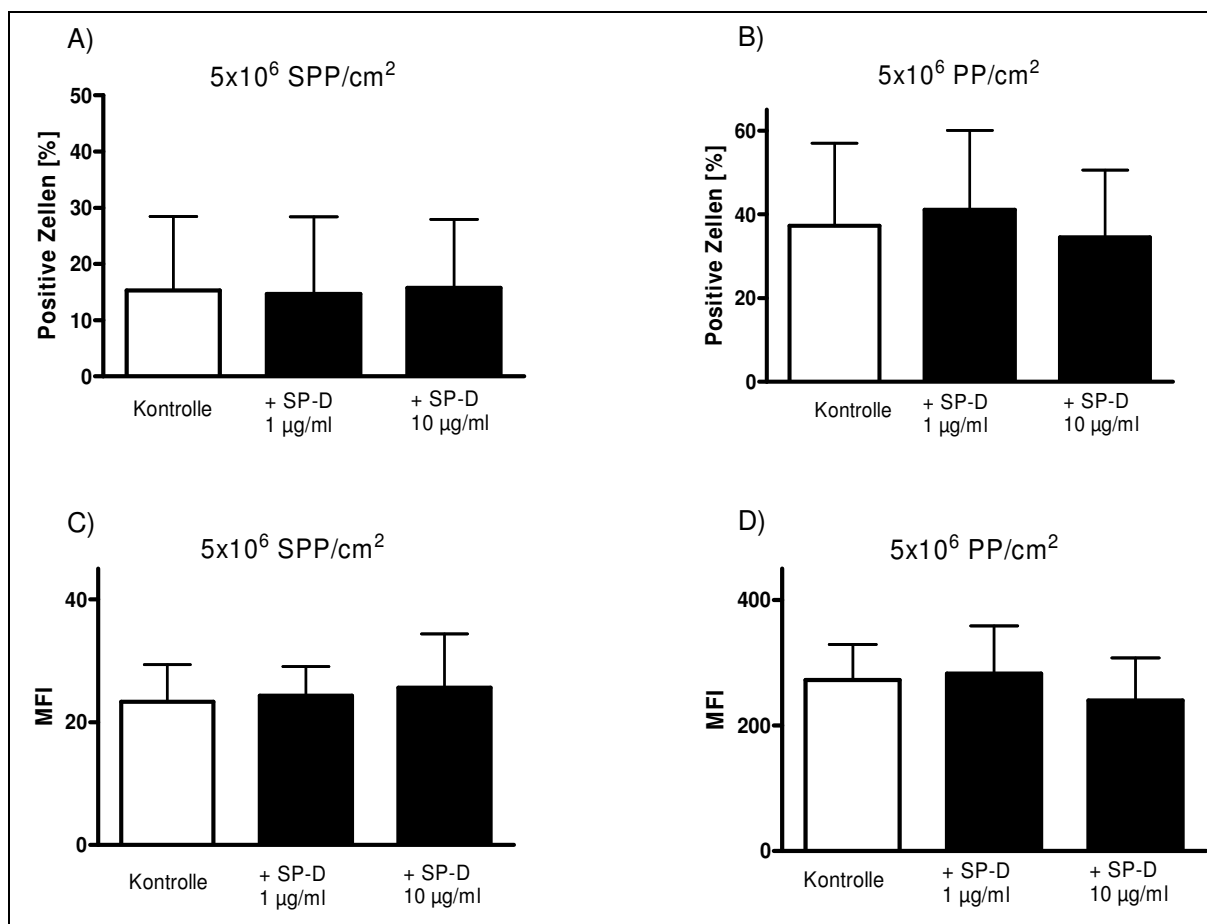 A)
5x10⁶ SPP/cm²
Positive Zellen [%]
50
40
30
20
10
0
Kontrolle
+ SP-D
1 µg/ml
+ SP-D
10 µg/ml
B)
5x10⁶ PP/cm²
Positive Zellen [%]
60
40
20
0
Kontrolle
+ SP-D
1 µg/ml
+ SP-D
10 µg/ml
C)
5x10⁶ SPP/cm²
MFI
40
20
0
Kontrolle
+ SP-D
1 µg/ml
+ SP-D
10 µg/ml
D)
5x10⁶ PP/cm²
MFI
400
200
0
Kontrolle
+ SP-D
1 µg/ml
+ SP-D
10 µg/ml